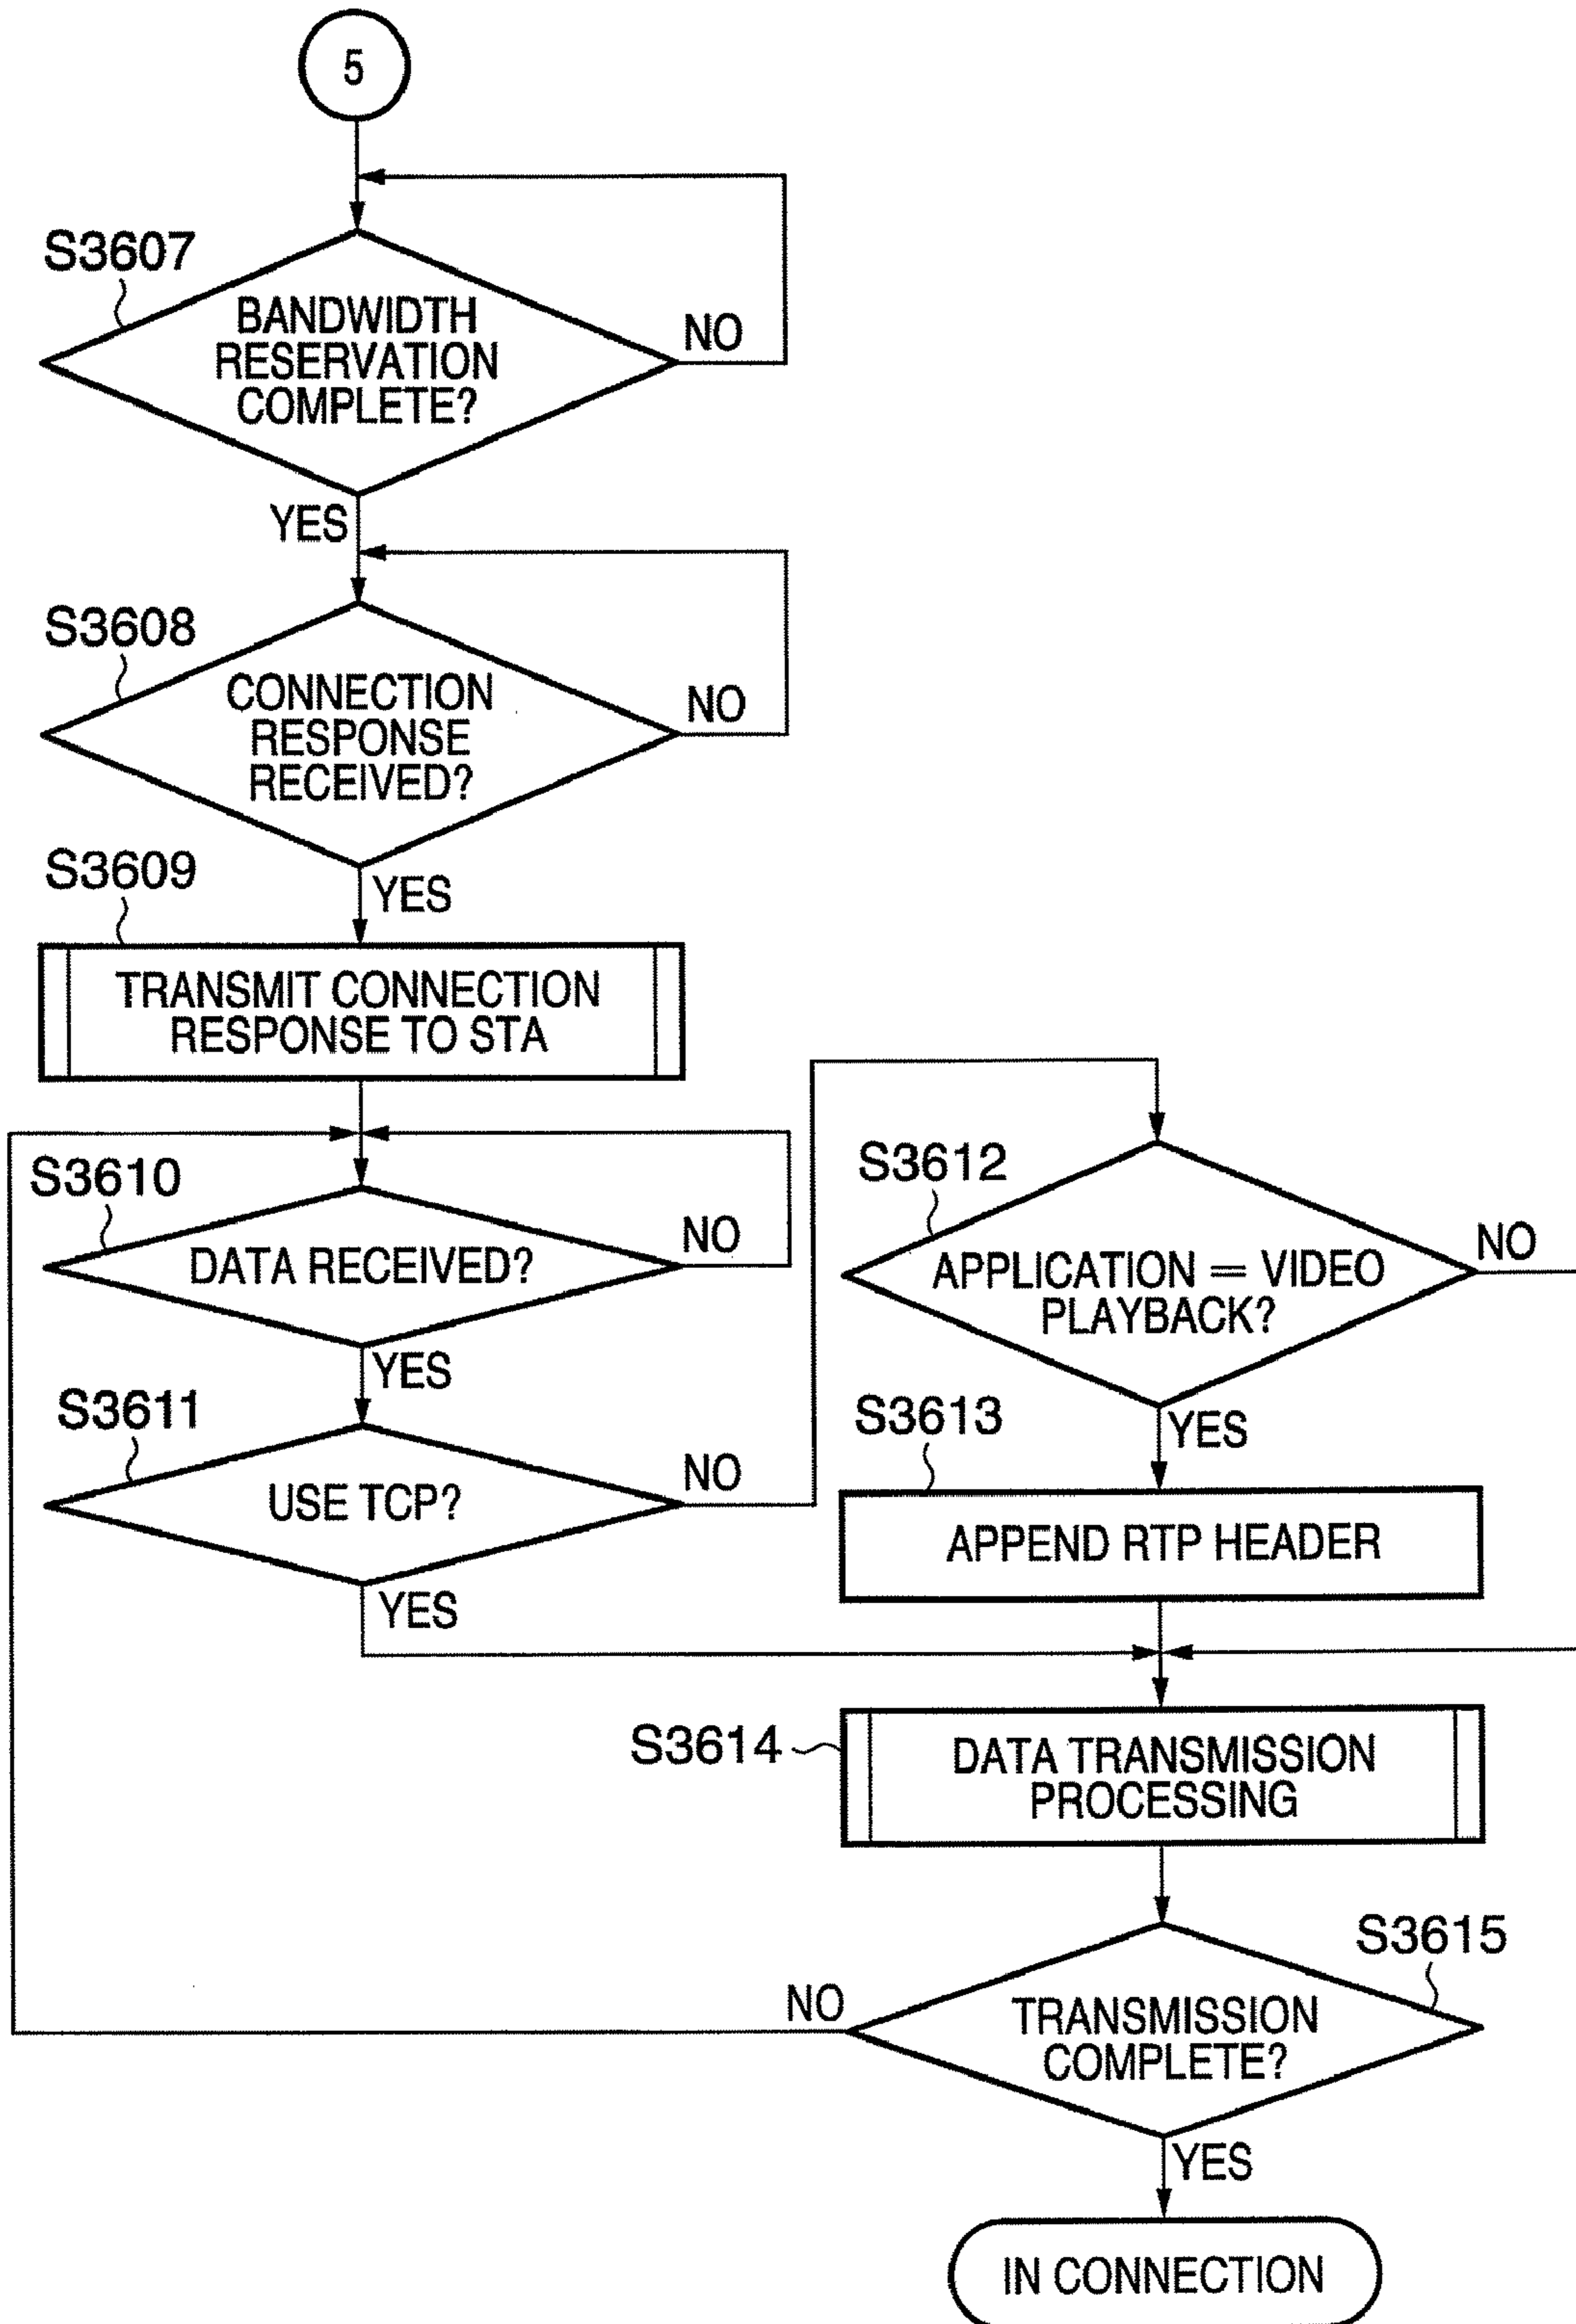 5
S3607
BANDWIDTH
RESERVATION
COMPLETE?
NO
YES
S3608
CONNECTION
RESPONSE
RECEIVED?
NO
YES
S3609
TRANSMIT CONNECTION
RESPONSE TO STA
S3610
DATA RECEIVED?
NO
YES
S3611
USE TCP?
NO
YES
S3612
APPLICATION = VIDEO
PLAYBACK?
NO
YES
S3613
APPEND RTP HEADER
S3614
DATA TRANSMISSION
PROCESSING
S3615
TRANSMISSION
COMPLETE?
NO
YES
IN CONNECTION